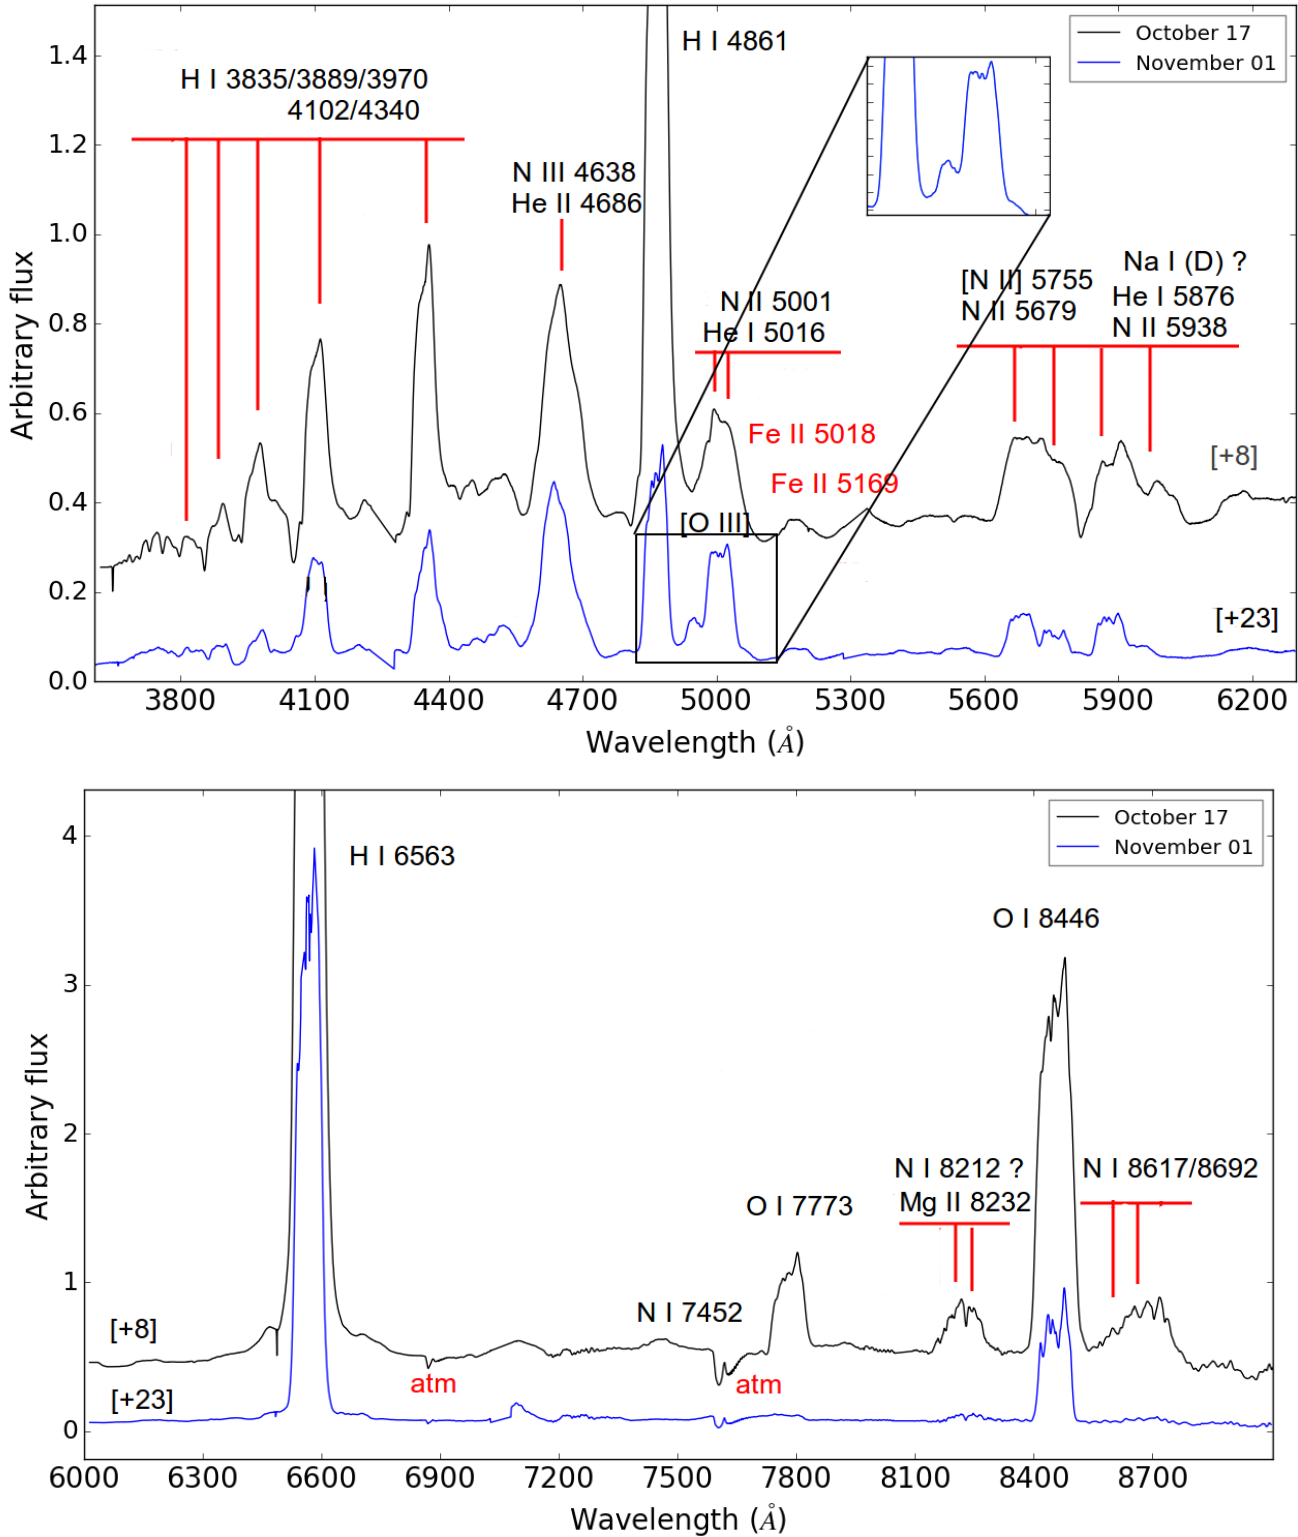 October 17
November 01
H I 4861
H I 3835/3889/3970
4102/4340
N III 4638
He II 4686
N II 5001
He I 5016
[N II] 5755
N II 5679
Na I (D) ?
He I 5876
N II 5938
Fe II 5018
Fe II 5169
[O III]
[+8]
[+23]
1.4
1.2
1.0
0.8
0.6
0.4
0.2
0.0
Arbitrary flux
3800 4100 4400 4700 5000 5300 5600 5900 6200
Wavelength (Å)
October 17
November 01
H I 6563
O I 8446
N I 8212 ?
Mg II 8232
N I 8617/8692
O I 7773
N I 7452
[+8]
atm
atm
[+23]
4
3
2
1
0
Arbitrary flux
6000 6300 6600 6900 7200 7500 7800 8100 8400 8700
Wavelength (Å)